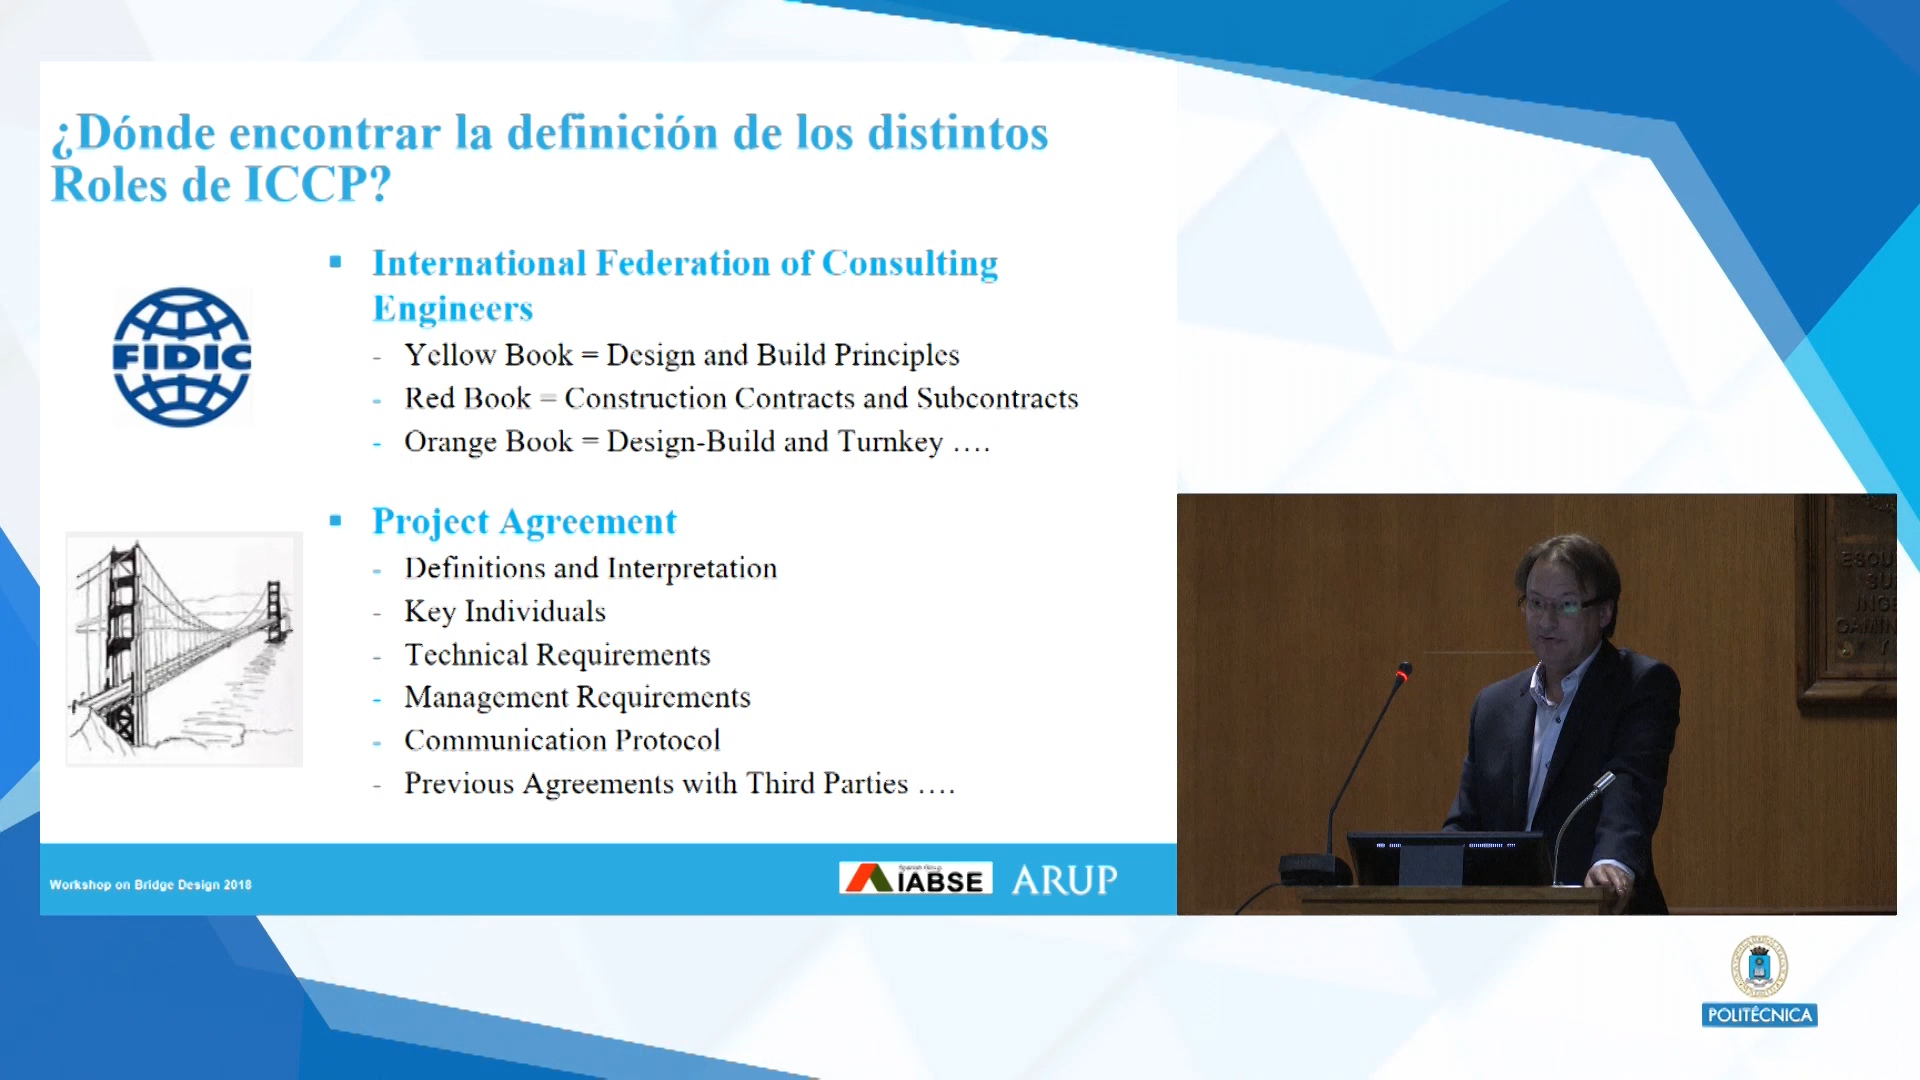 ¿Dónde encontrar la definición de los distintos
Roles de ICCP?
International Federation of Consulting
Engineers
- Yellow Book = Design and Build Principles
- Red Book = Construction Contracts and Subcontracts
- Orange Book = Design-Build and Turnkey ....
FIDIC
Project Agreement
- Definitions and Interpretation
- Key Individuals
- Technical Requirements
- Management Requirements
- Communication Protocol
- Previous Agreements with Third Parties ....
Workshop on Bridge Design 2018
Spanish Group
IABSE
ARUP
POLITÉCNICA